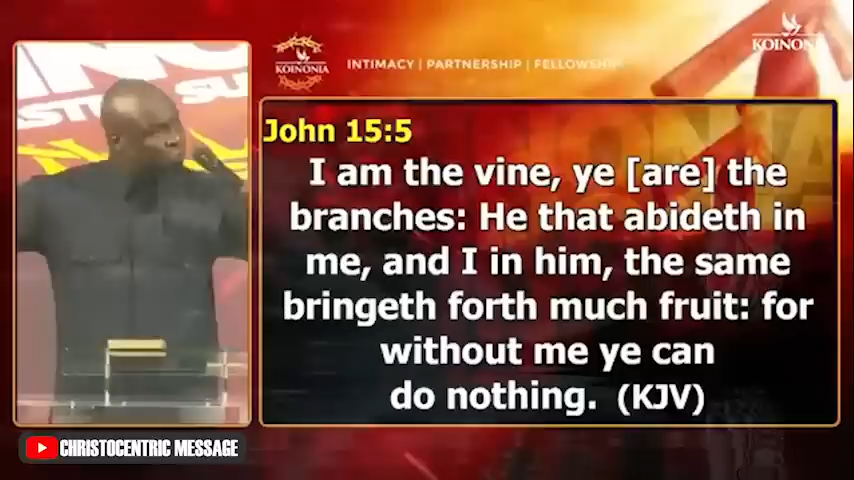 KOINONIA
INTIMACY | PARTNERSHIP | FELLOWSHIP
KOINONIA
John 15:5
I am the vine, ye [are] the
branches: He that abideth in
me, and I in him, the same
bringeth forth much fruit: for
without me ye can
do nothing. (KJV)
CHRISTOCENTRIC MESSAGE